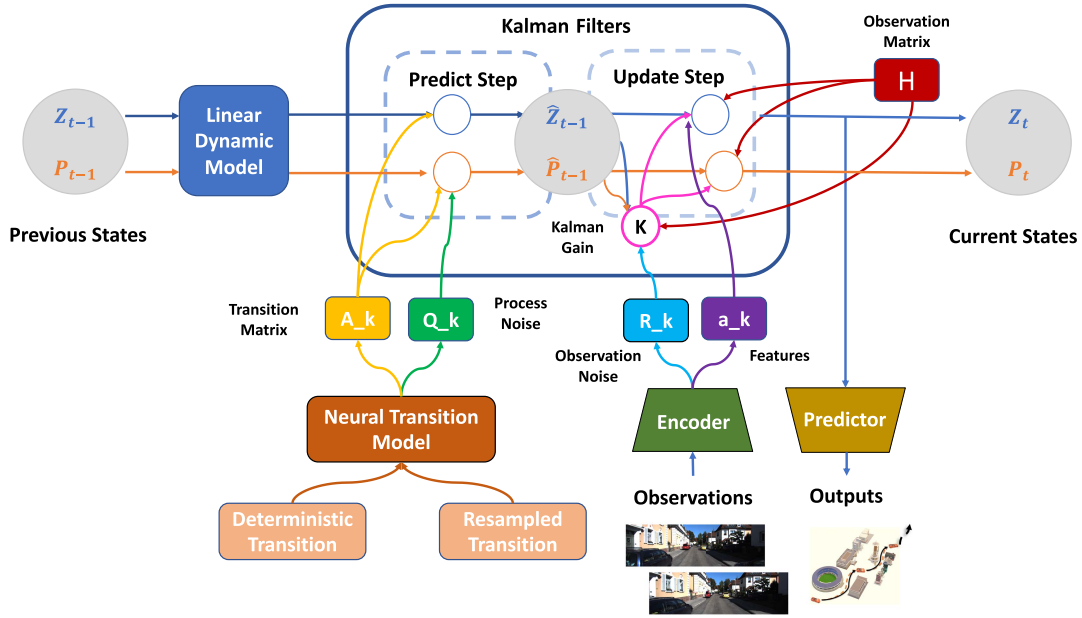 Kalman Filters
Observation
Matrix
H
Predict Step
Update Step
Z_{t-1}
P_{t-1}
Linear
Dynamic
Model
Ẑ_{t-1}
P̂_{t-1}
Z_t
P_t
Previous States
Kalman
Gain
K
Current States
Transition
Matrix
A_k
Q_k
Process
Noise
R_k
a_k
Observation
Noise
Features
Neural Transition
Model
Encoder
Predictor
Deterministic
Transition
Resampled
Transition
Observations
Outputs